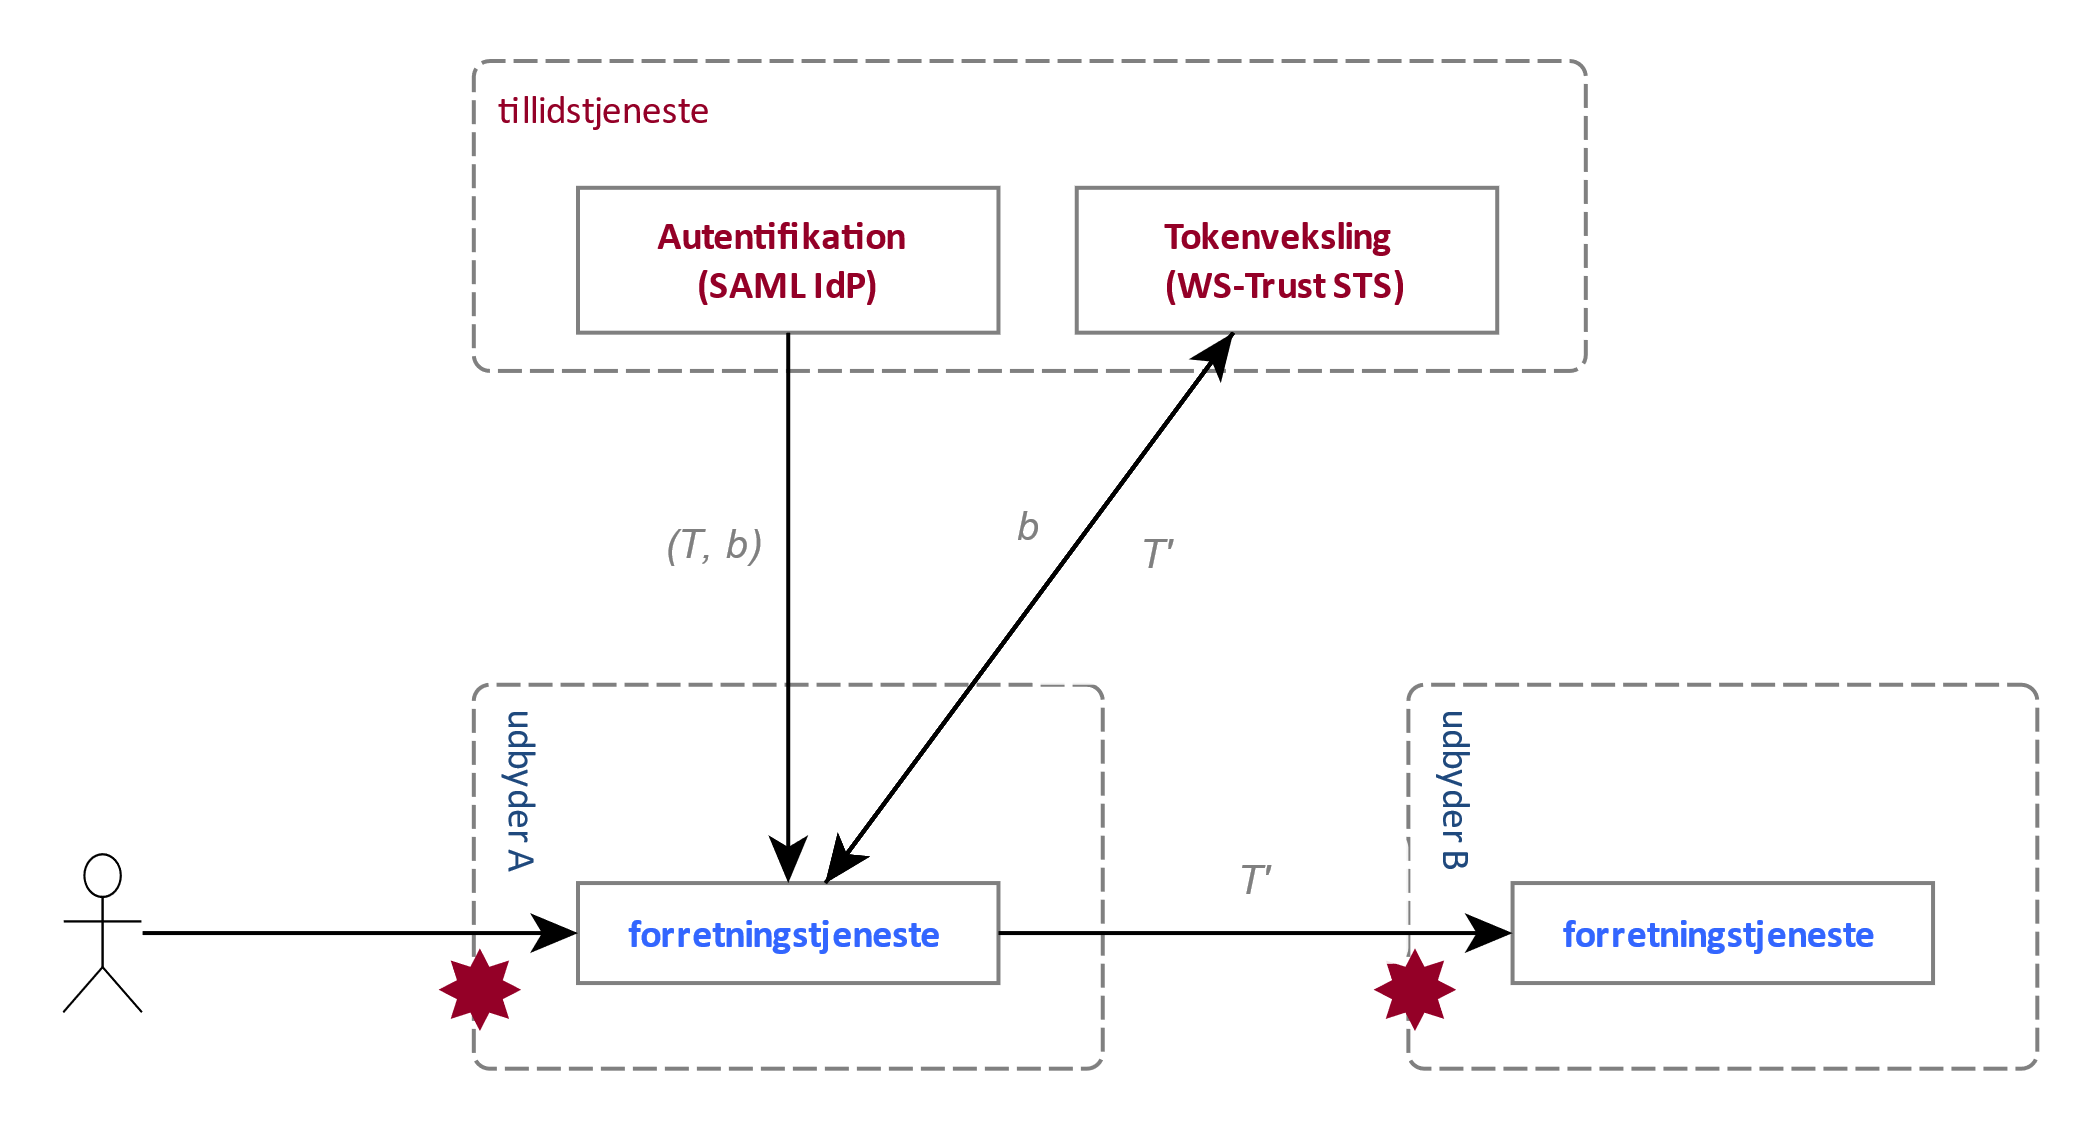 tillidstjeneste
Autentifikation
(SAML IdP)
Tokenveksling
(WS-Trust STS)
(T, b)
b
T'
udbyder A
udbyder B
T'
forretningstjeneste
forretningstjeneste